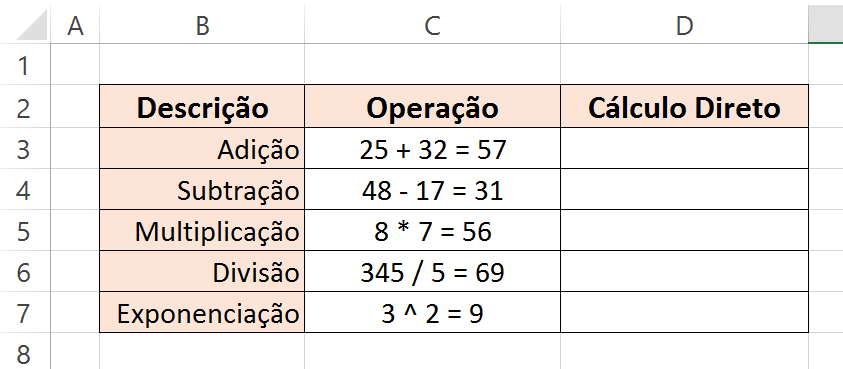 A B C D
1
2 Descrição Operação Cálculo Direto
3 Adição 25 + 32 = 57
4 Subtração 48 - 17 = 31
5 Multiplicação 8 * 7 = 56
6 Divisão 345 / 5 = 69
7 Exponenciação 3 ^ 2 = 9
8